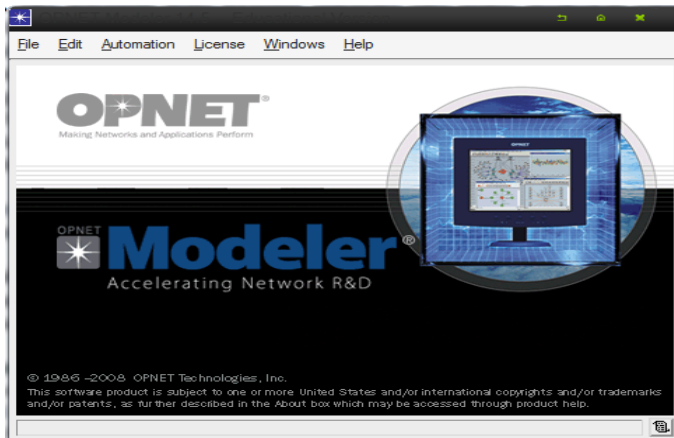 File Edit Automation License Windows Help
OPNET®
Making Networks and Applications Perform
OPNET
OPNET
Modeler®
Accelerating Network R&D
© 1986-2008 OPNET Technologies, Inc.
This software product is subject to one or more United States and/or international copyrights and/or trademarks
and/or patents, as further described in the About box which may be accessed through product help.